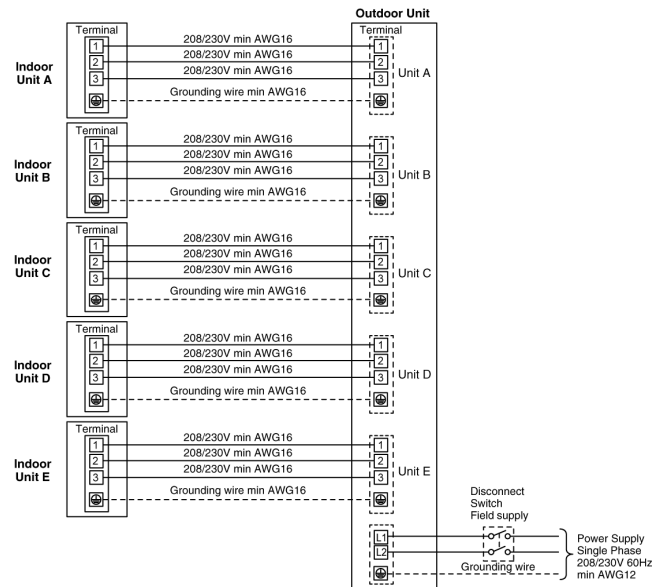 Outdoor Unit
Terminal
Terminal
Indoor
Unit A
1
208/230V min AWG16
1
2
208/230V min AWG16
2
3
208/230V min AWG16
3
Unit A
Grounding wire min AWG16
Terminal
Indoor
Unit B
1
208/230V min AWG16
1
2
208/230V min AWG16
2
3
208/230V min AWG16
3
Unit B
Grounding wire min AWG16
Terminal
Indoor
Unit C
1
208/230V min AWG16
1
2
208/230V min AWG16
2
3
208/230V min AWG16
3
Unit C
Grounding wire min AWG16
Terminal
Indoor
Unit D
1
208/230V min AWG16
1
2
208/230V min AWG16
2
3
208/230V min AWG16
3
Unit D
Grounding wire min AWG16
Terminal
Indoor
Unit E
1
208/230V min AWG16
1
2
208/230V min AWG16
2
3
208/230V min AWG16
3
Unit E
Grounding wire min AWG16
Disconnect
Switch
Field supply
L1
L2
Grounding wire
Power Supply
Single Phase
208/230V 60Hz
min AWG12